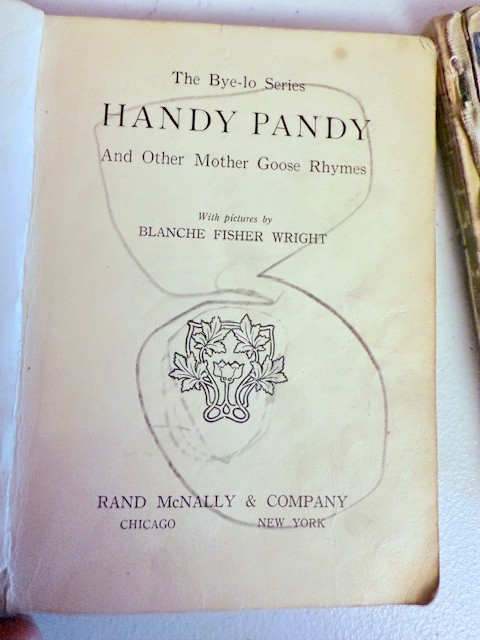 The Bye-lo Series
HANDY PANDY
And Other Mother Goose Rhymes
With pictures by
BLANCHE FISHER WRIGHT
RAND McNALLY & COMPANY
CHICAGO NEW YORK